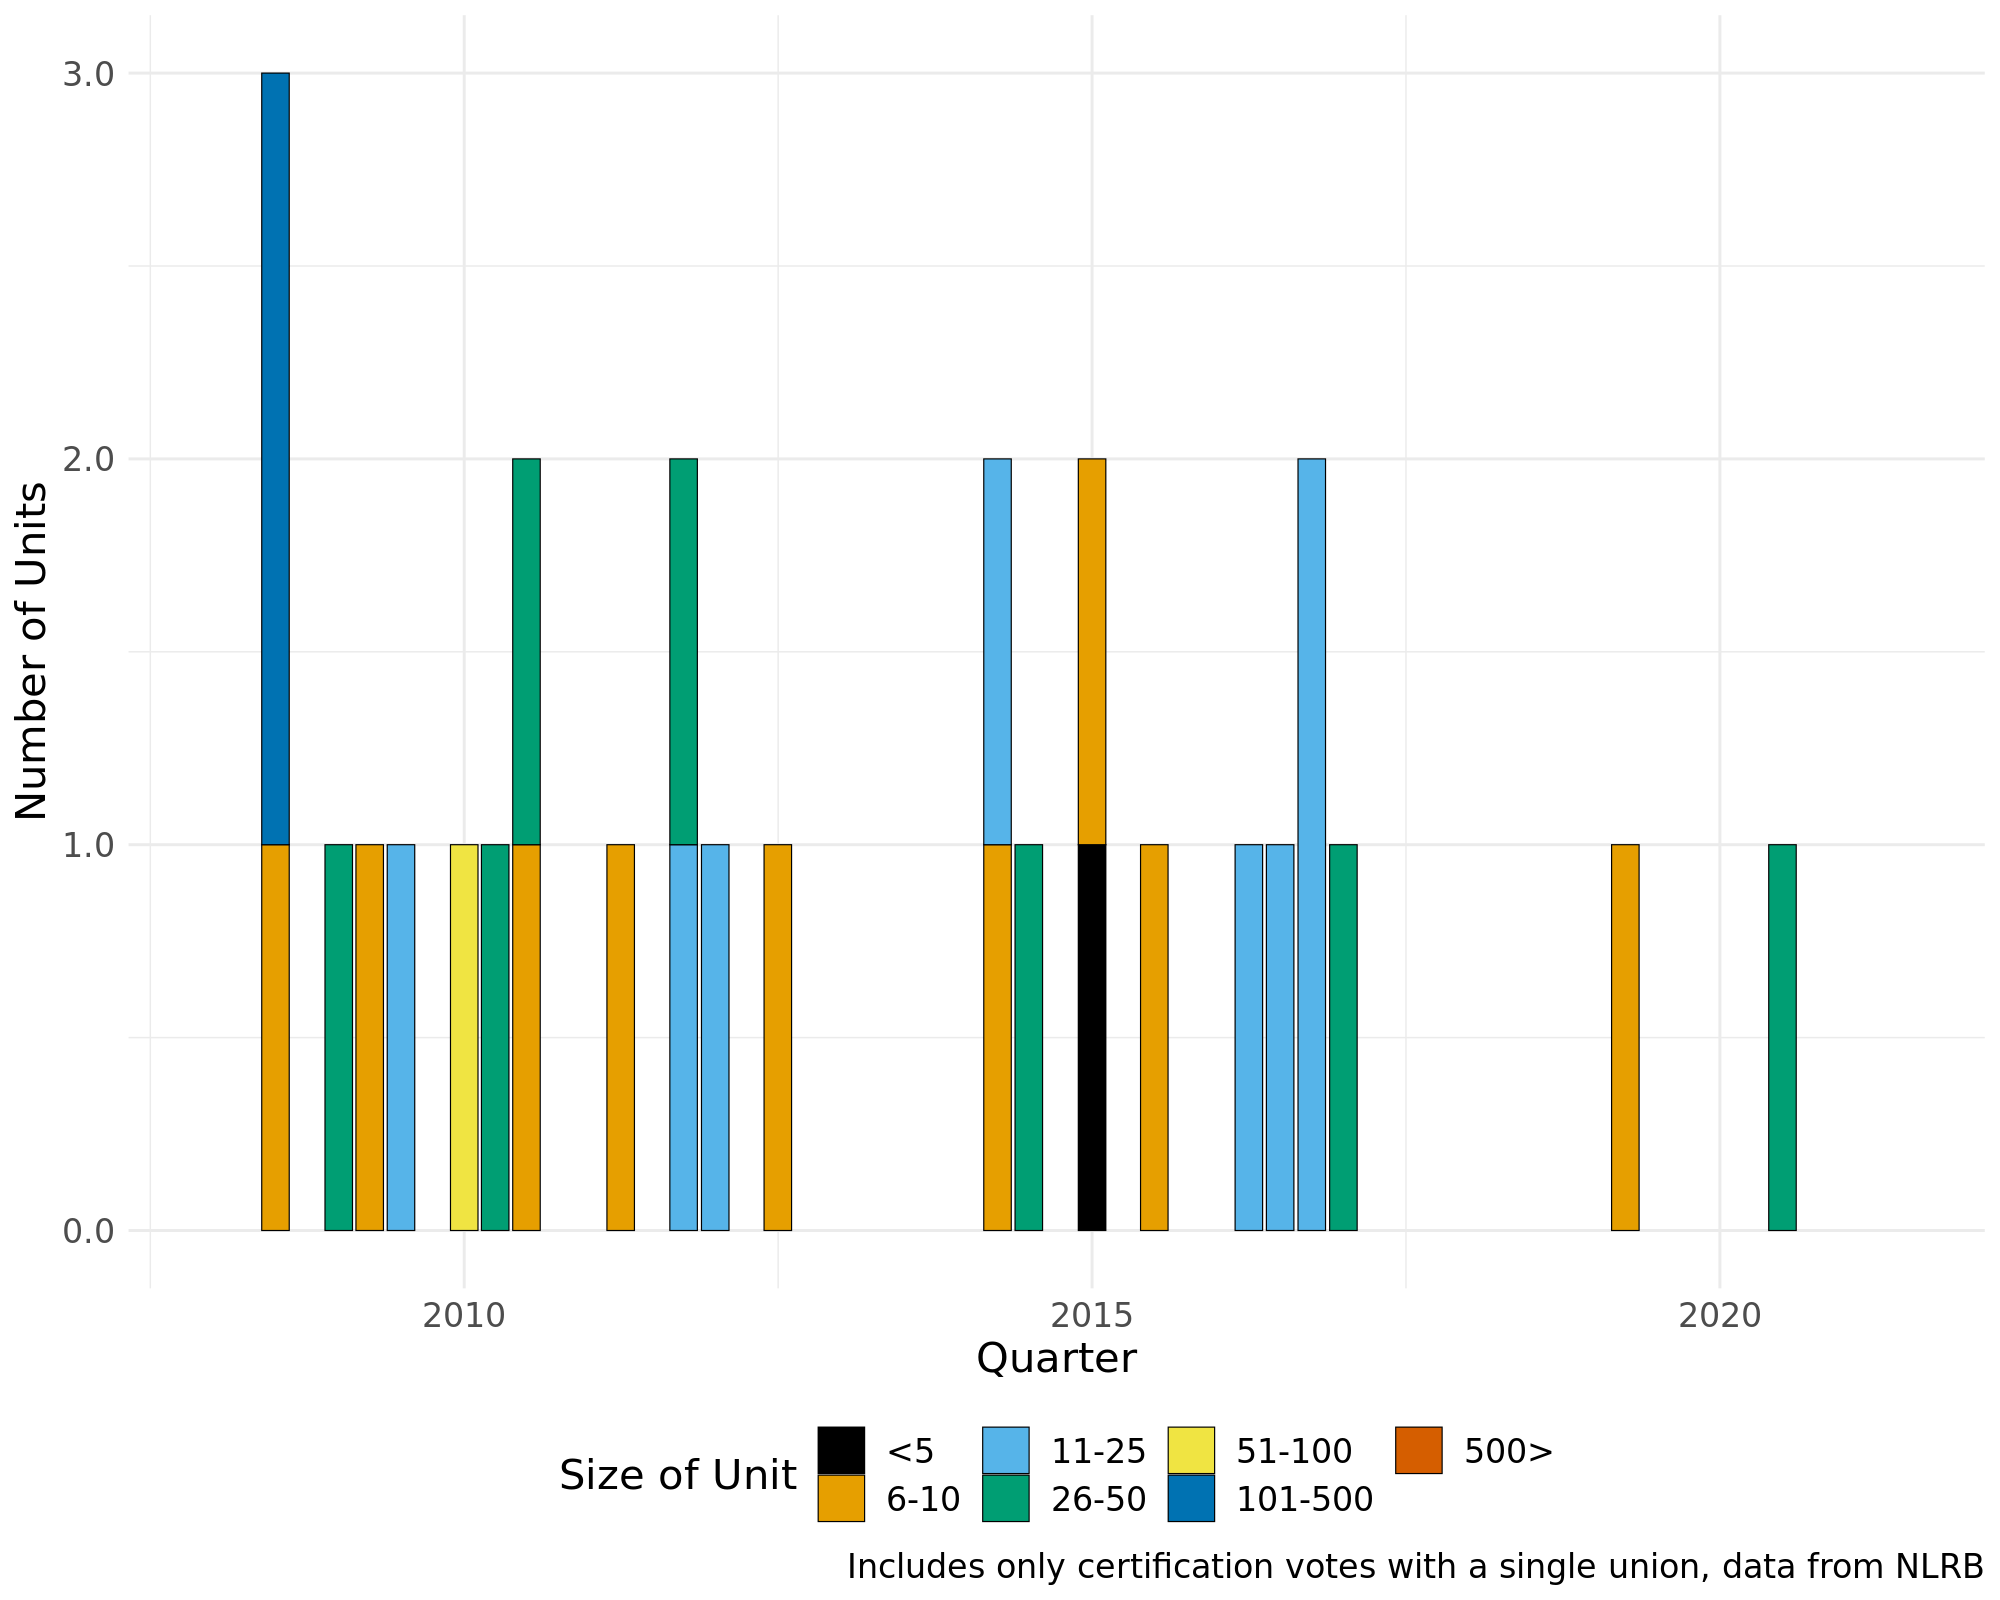 3.0
2.0
1.0
0.0
Number of Units
2010 2015 2020
Quarter
Size of Unit
<5 11-25 51-100 500>
6-10 26-50 101-500
Includes only certification votes with a single union, data from NLRB